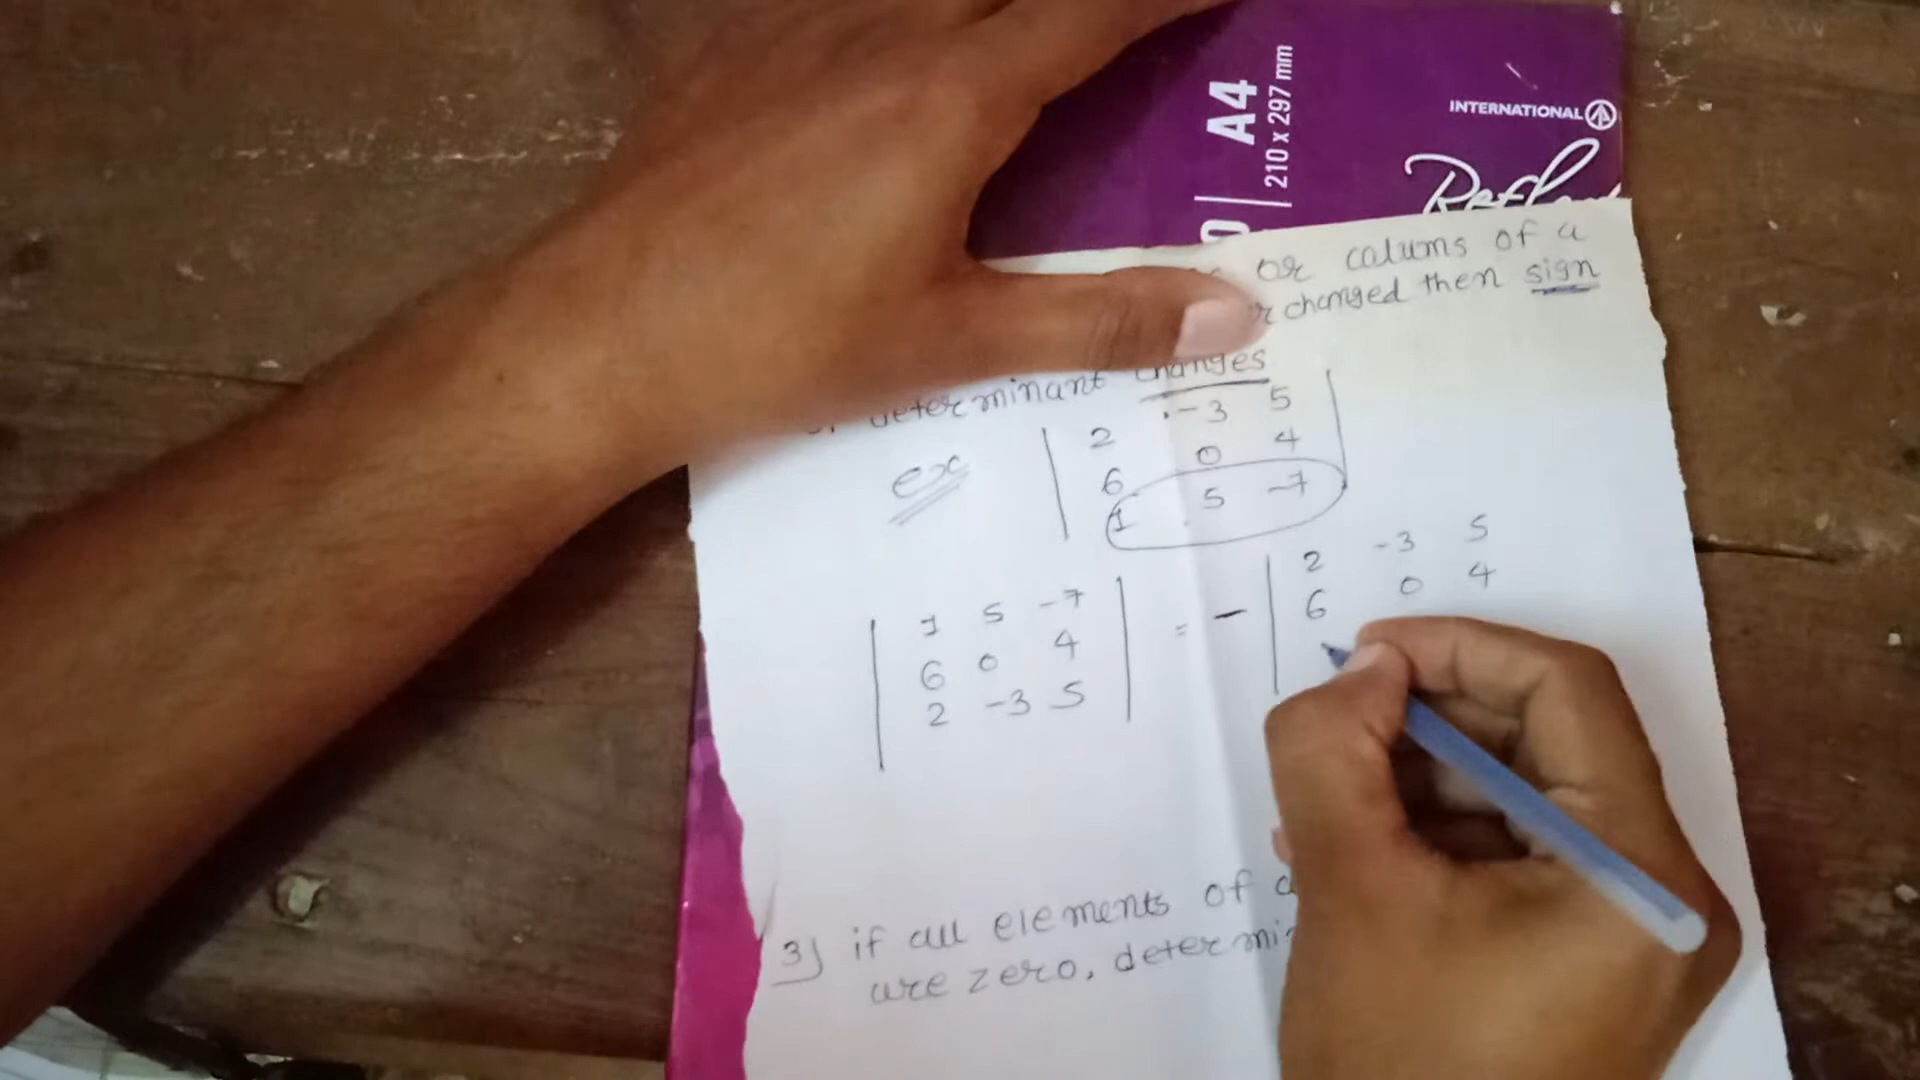 A4
210 x 297 mm
INTERNATIONAL
or colums of a
changed then sign
determinant changes
ex
2 -3 5
6 0 4
1 5 -7
1 5 -7
6 0 4
2 -3 5
= -
2 -3 5
6 0 4
3) if all elements of
are zero,